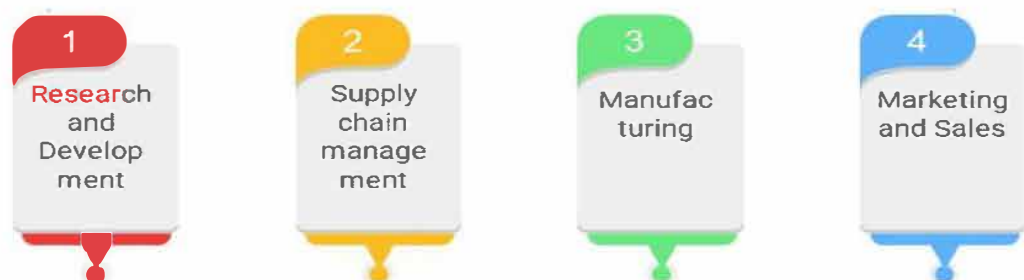 1
Research
and
Develop
ment
2
Supply
chain
manage
ment
3
Manufac
turing
4
Marketing
and Sales